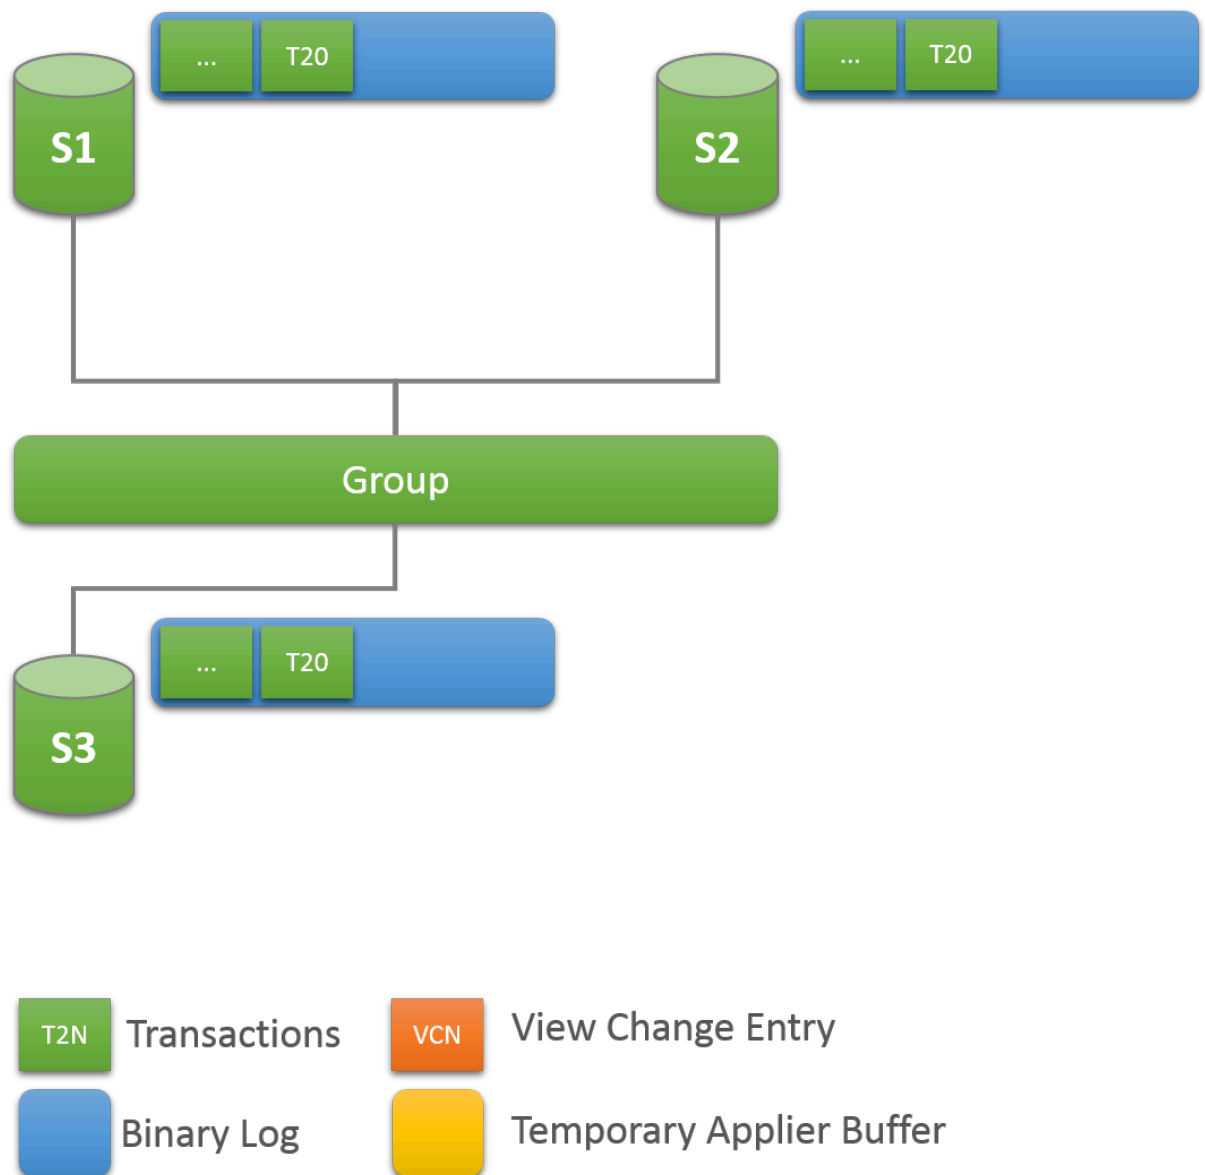 ... T20
... T20
S1
S2
Group
... T20
S3
T2N Transactions
VCN View Change Entry
Binary Log
Temporary Applier Buffer